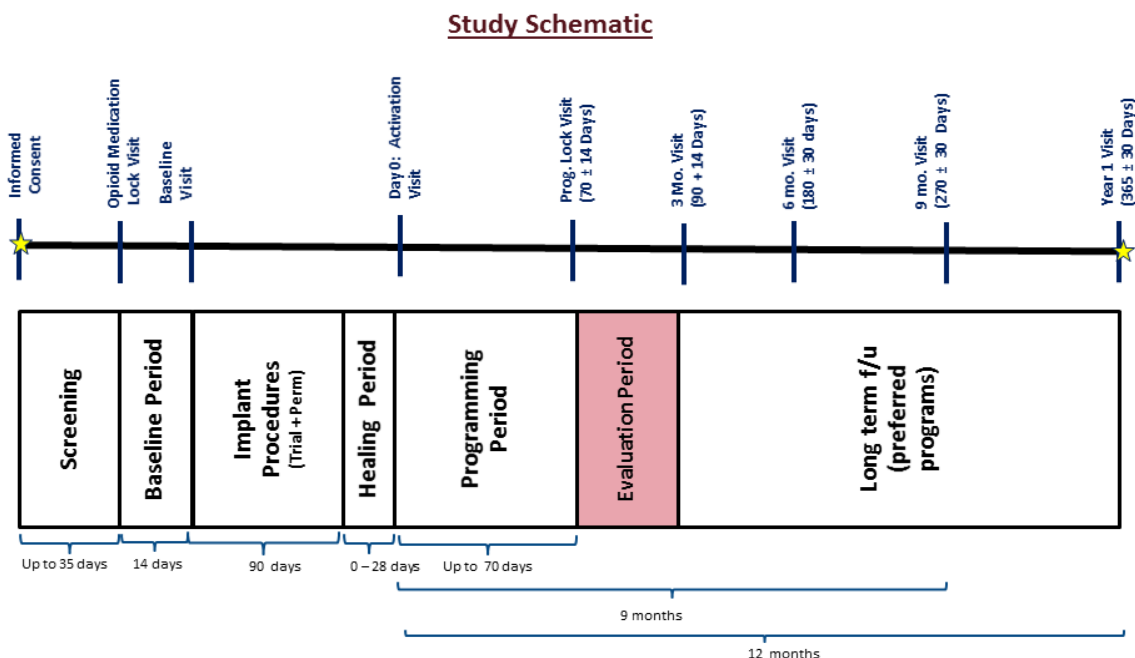 Study Schematic
Informed
Consent
Opioid Medication
Lock Visit
Baseline
Visit
Day 0: Activation
Visit
Prog. Lock Visit
(70 ± 14 Days)
3 Mo. Visit
(90 + 14 Days)
6 mo. Visit
(180 ± 30 days)
9 mo. Visit
(270 ± 30 Days)
Year 1 Visit
(365 ± 30 Days)
Screening
Baseline Period
Implant
Procedures
(Trial + Perm)
Healing Period
Programming
Period
Evaluation Period
Long term f/u
(preferred
programs)
Up to 35 days
14 days
90 days
0 – 28 days
Up to 70 days
9 months
12 months